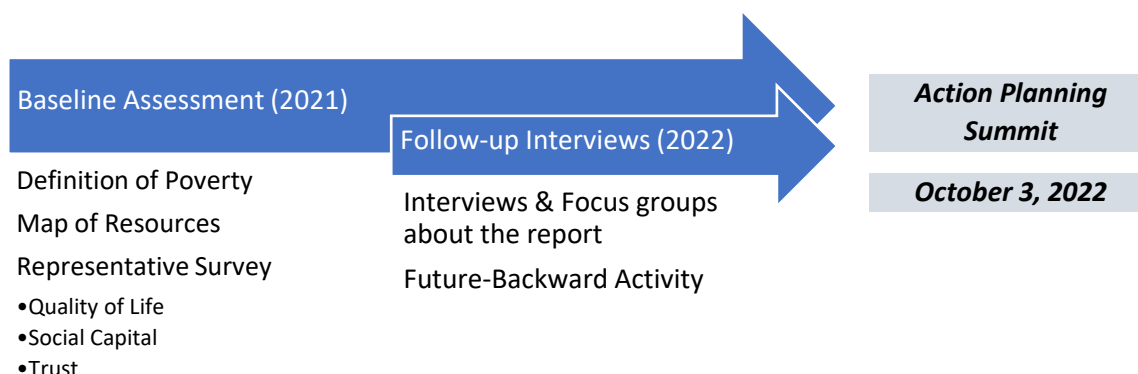 Baseline Assessment (2021)
Definition of Poverty
Map of Resources
Representative Survey
•Quality of Life
•Social Capital
•Trust
Follow-up Interviews (2022)
Interviews & Focus groups
about the report
Future-Backward Activity
Action Planning
Summit
October 3, 2022